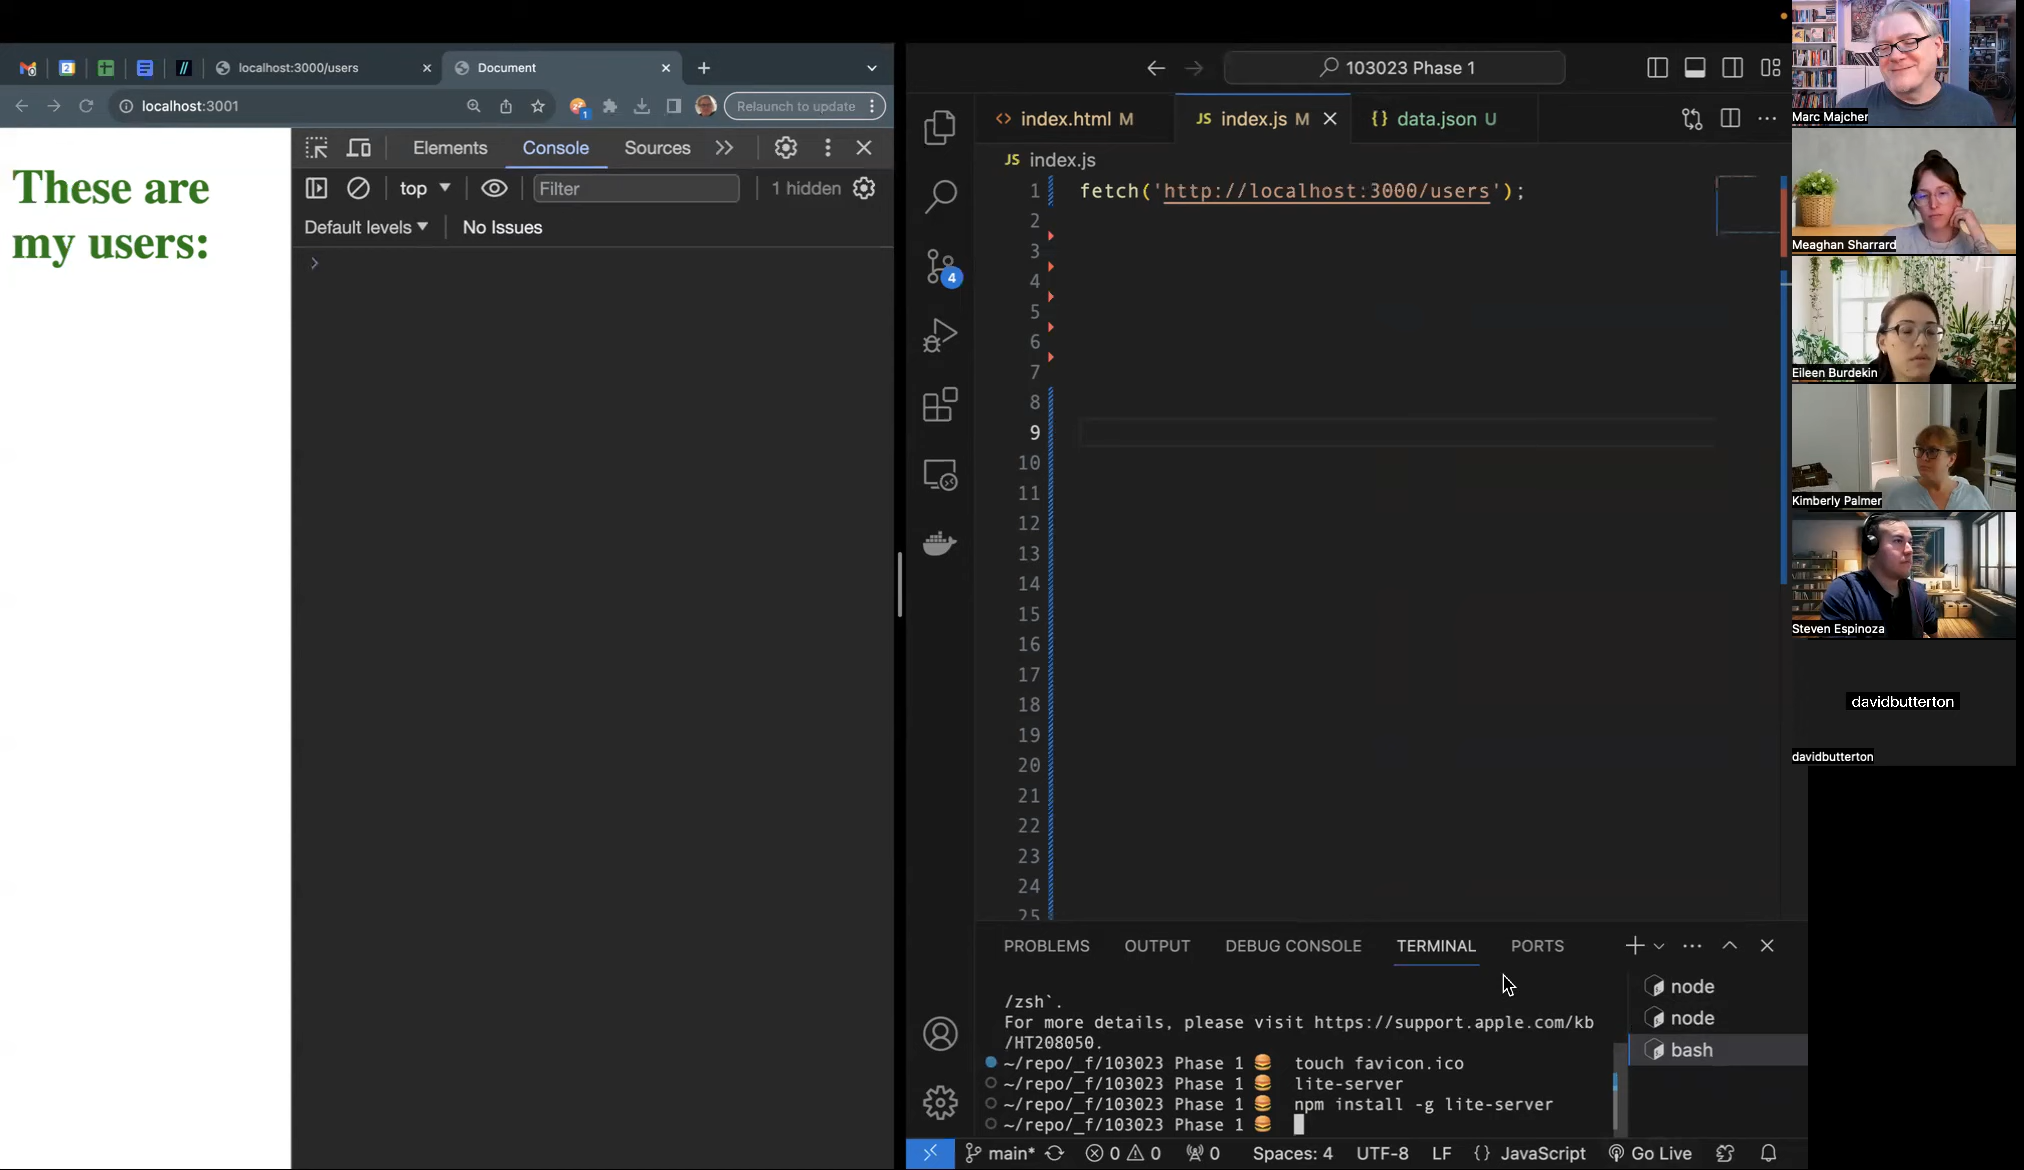 localhost:3000/users
Document
localhost:3001
Relaunch to update
These are
my users:
Elements
Console
Sources
top
Filter
1 hidden
Default levels
No Issues
103023 Phase 1
index.html M
JS index.js M
{} data.json U
JS index.js
1 fetch('http://localhost:3000/users');
2
3
4
5
6
7
8
9
10
11
12
13
14
15
16
17
18
19
20
21
22
23
24
25
4
PROBLEMS
OUTPUT
DEBUG CONSOLE
TERMINAL
PORTS
/zsh`.
For more details, please visit https://support.apple.com/kb
/HT208050.
~/repo/_f/103023 Phase 1 🍔 touch favicon.ico
~/repo/_f/103023 Phase 1 🍔 lite-server
~/repo/_f/103023 Phase 1 🍔 npm install -g lite-server
~/repo/_f/103023 Phase 1 🍔
node
node
bash
main*
0
0
0
Spaces: 4
UTF-8
LF
{} JavaScript
Go Live
Marc Majcher
Meaghan Sharrard
Eileen Burdekin
Kimberly Palmer
Steven Espinoza
davidbutterton
davidbutterton